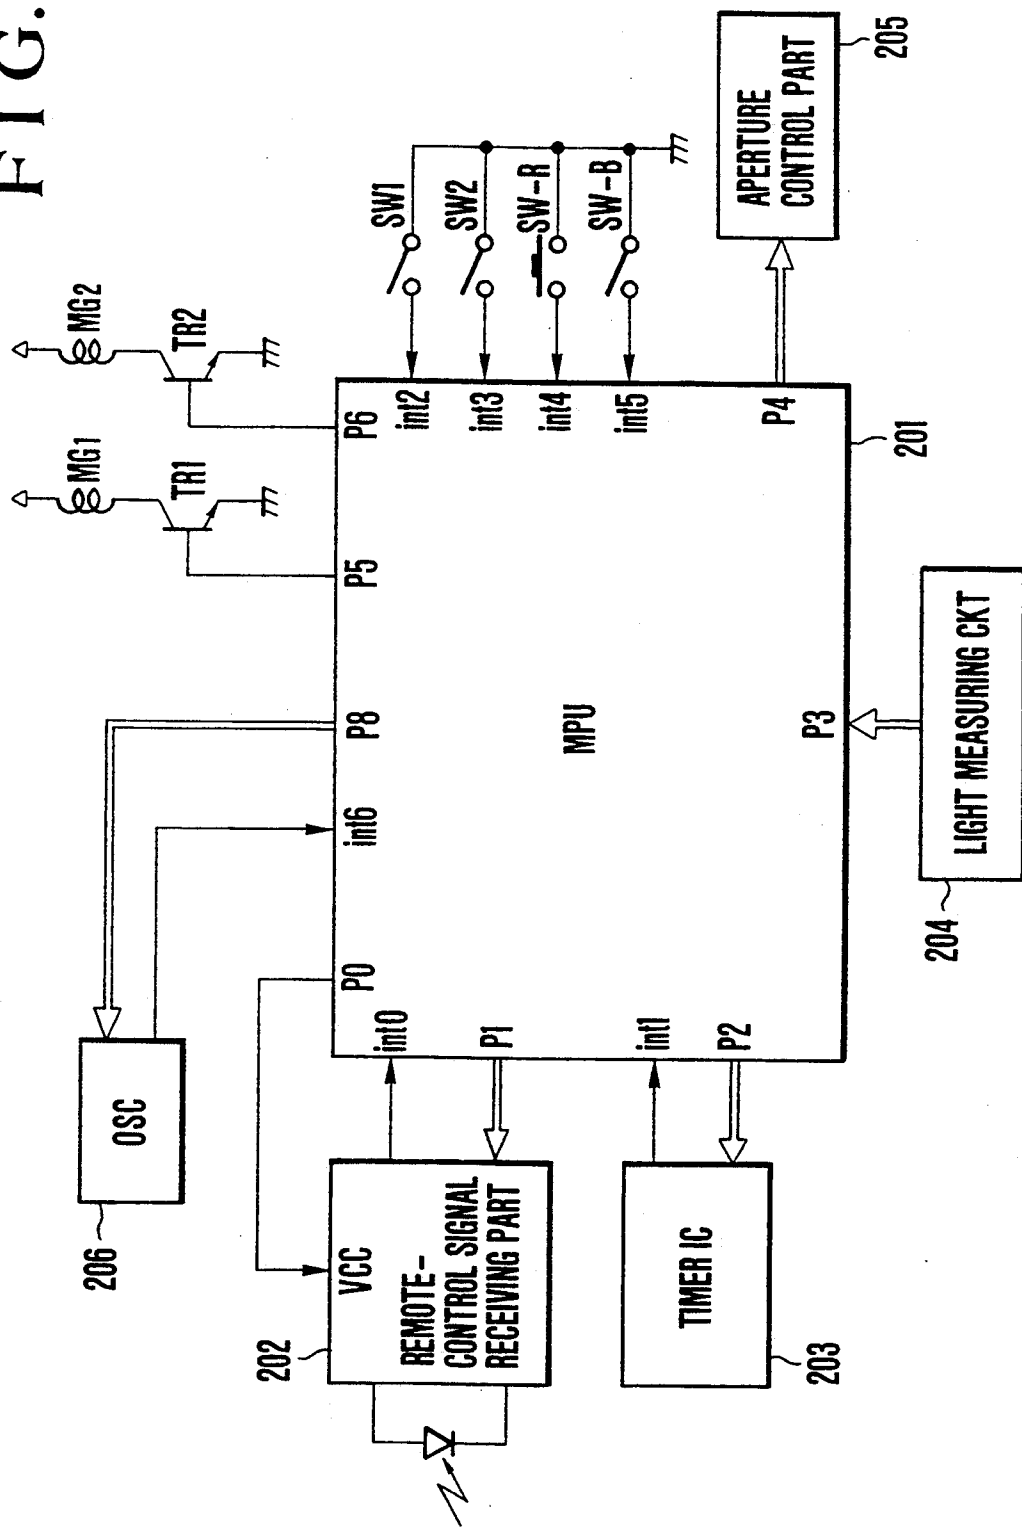 FIG.
MG1
MG2
TR1
TR2
OSC
206
P0
int6
P8
P5
P6
VCC
REMOTE-
CONTROL SIGNAL
RECEIVING PART
202
int0
P1
TIMER IC
203
int1
P2
MPU
201
int2
int3
int4
int5
P4
SW1
SW2
SW-R
SW-B
P3
LIGHT MEASURING CKT
204
APERTURE
CONTROL PART
205